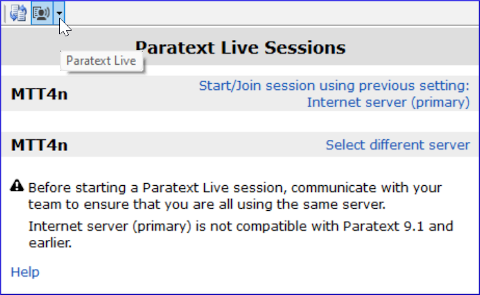 Paratext Live Sessions
Paratext Live
MTT4n
Start/Join session using previous setting:
Internet server (primary)
MTT4n
Select different server
Before starting a Paratext Live session, communicate with your
team to ensure that you are all using the same server.
Internet server (primary) is not compatible with Paratext 9.1 and
earlier.
Help